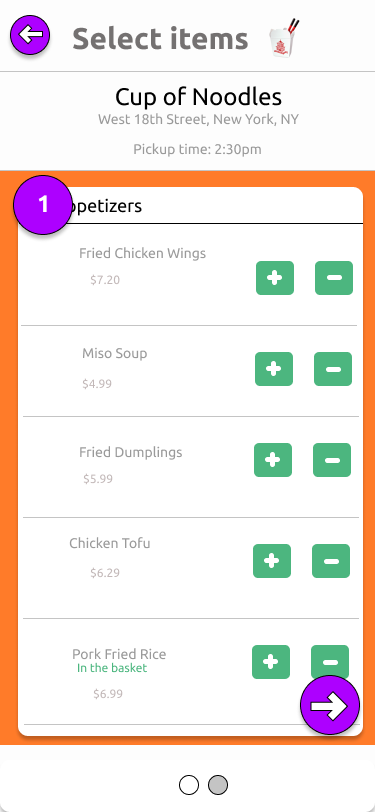 Select items
Cup of Noodles
West 18th Street, New York, NY
Pickup time: 2:30pm
1
ppetizers
Fried Chicken Wings
$7.20
Miso Soup
$4.99
Fried Dumplings
$5.99
Chicken Tofu
$6.29
Pork Fried Rice
In the basket
$6.99